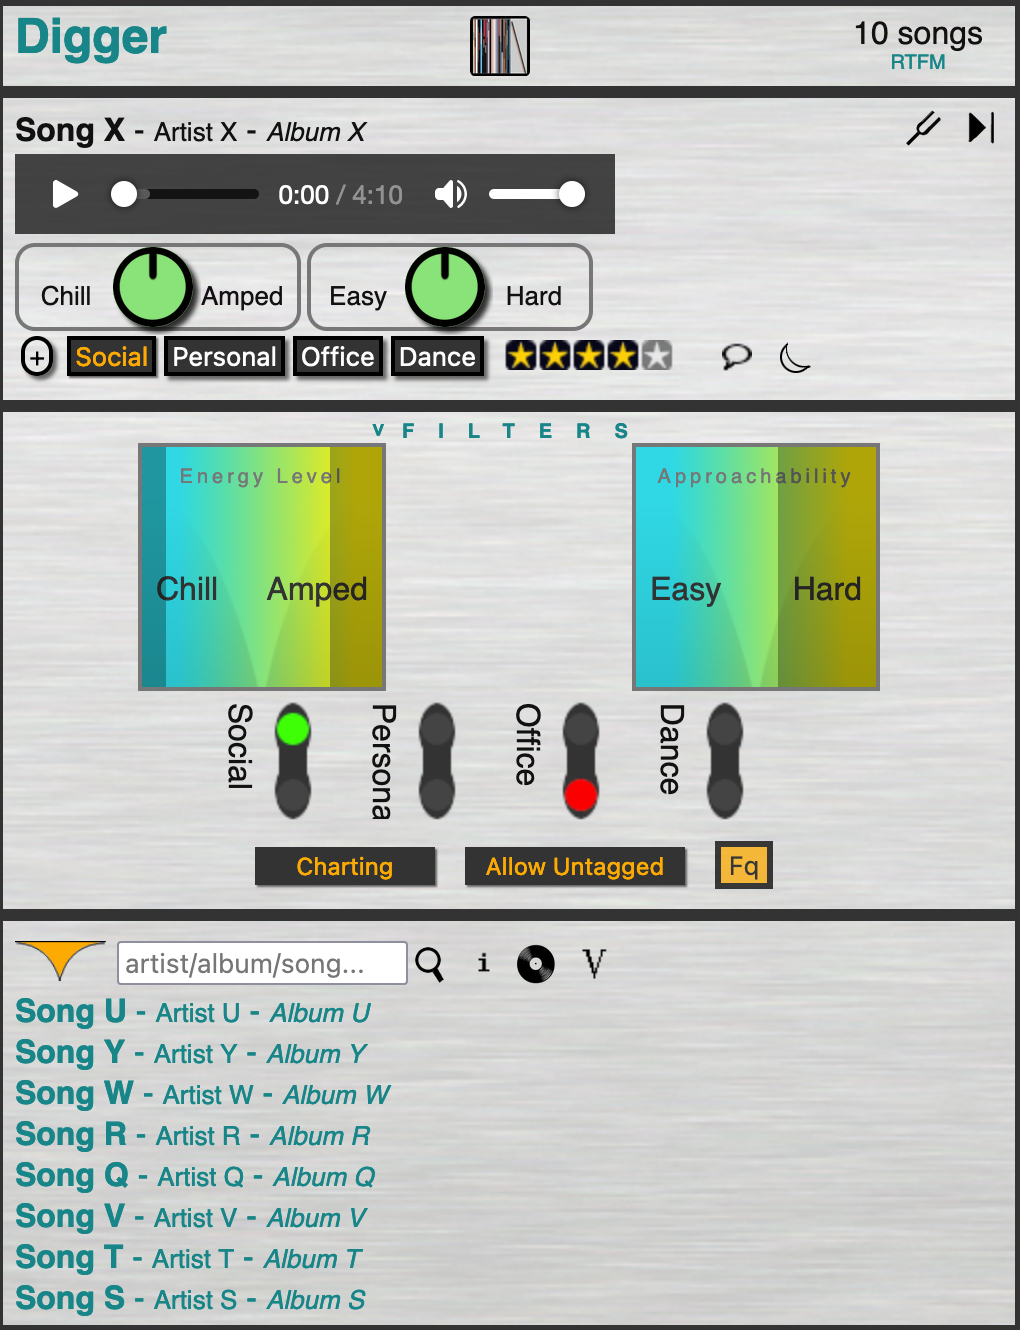 Digger
10 songs
RTFM
Song X - Artist X - Album X
0:00 / 4:10
Chill Amped Easy Hard
+ Social Personal Office Dance
v F I L T E R S
Energy Level Approachability
Chill Amped Easy Hard
Social Persona Office Dance
Charting Allow Untagged Fq
artist/album/song... i V
Song U - Artist U - Album U
Song Y - Artist Y - Album Y
Song W - Artist W - Album W
Song R - Artist R - Album R
Song Q - Artist Q - Album Q
Song V - Artist V - Album V
Song T - Artist T - Album T
Song S - Artist S - Album S